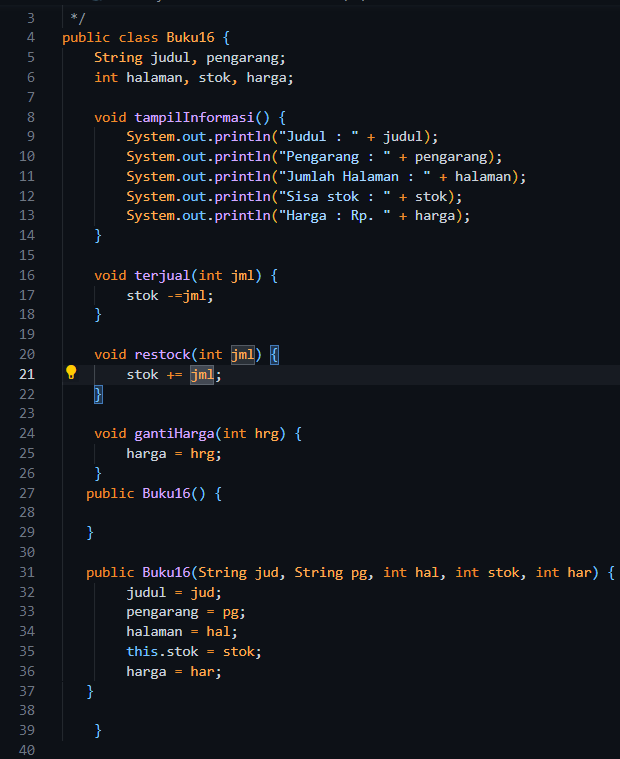 3 */
4 public class Buku16 {
5 String judul, pengarang;
6 int halaman, stok, harga;
7
8 void tampilInformasi() {
9 System.out.println("Judul : " + judul);
10 System.out.println("Pengarang : " + pengarang);
11 System.out.println("Jumlah Halaman : " + halaman);
12 System.out.println("Sisa stok : " + stok);
13 System.out.println("Harga : Rp. " + harga);
14 }
15
16 void terjual(int jml) {
17 stok -=jml;
18 }
19
20 void restock(int jml) {
21 stok += jml;
22 }
23
24 void gantiHarga(int hrg) {
25 harga = hrg;
26 }
27 public Buku16() {
28
29 }
30
31 public Buku16(String jud, String pg, int hal, int stok, int har) {
32 judul = jud;
33 pengarang = pg;
34 halaman = hal;
35 this.stok = stok;
36 harga = har;
37 }
38
39 }
40